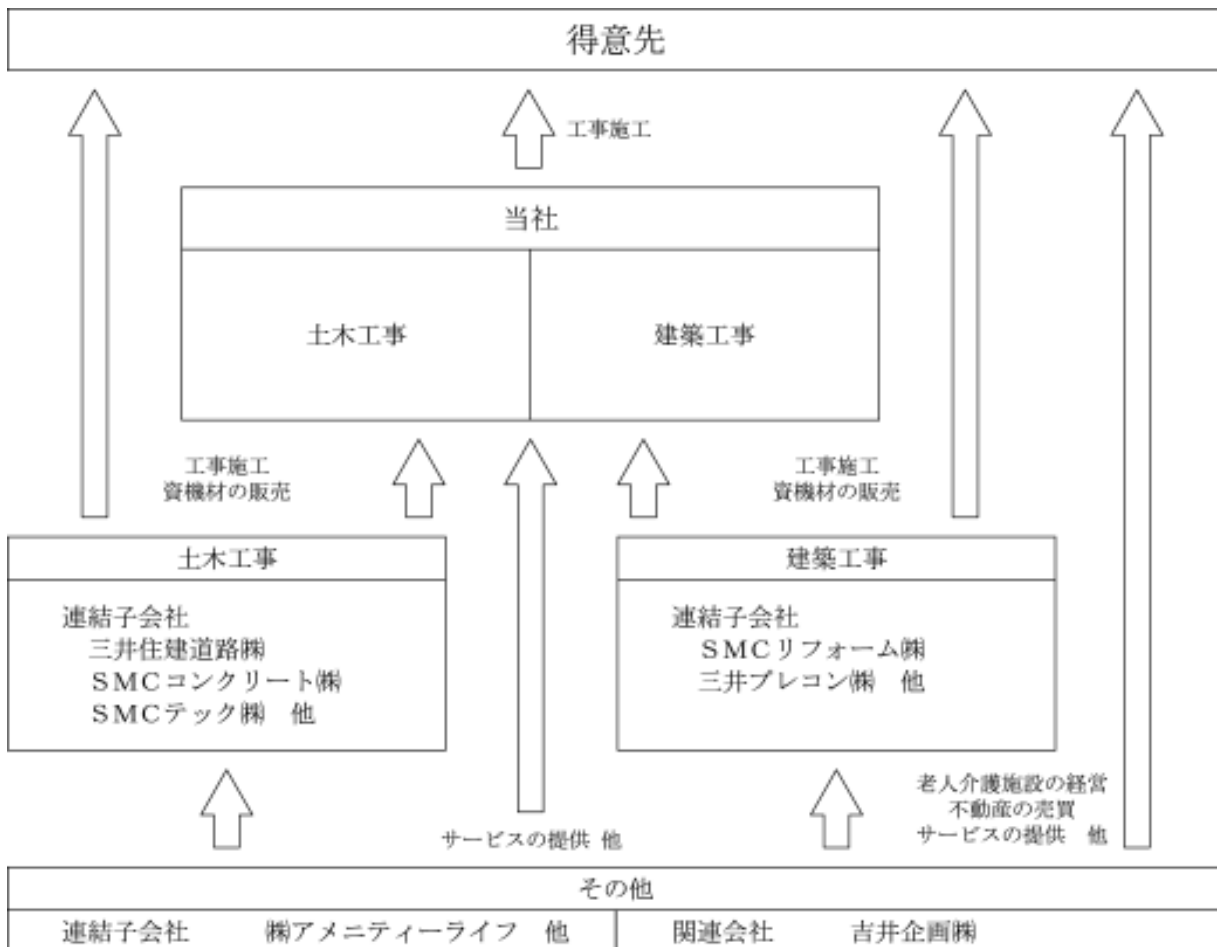 得意先
工事施工
当社
土木工事
建築工事
工事施工
資機材の販売
工事施工
資機材の販売
土木工事
連結子会社
三井住建道路㈱
ＳＭＣコンクリート㈱
ＳＭＣテック㈱　他
建築工事
連結子会社
ＳＭＣリフォーム㈱
三井プレコン㈱　他
サービスの提供 他
老人介護施設の経営
不動産の売買
サービスの提供　他
その他
連結子会社　　㈱アメニティーライフ　他
関連会社　　吉井企画㈱